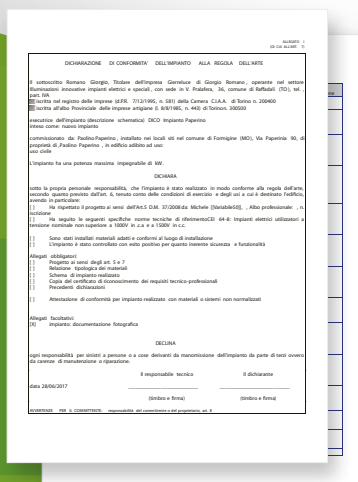 ALLEGATO I
(DI CUI ALL'ART. 7)
DICHIARAZIONE DI CONFORMITA' DELL'IMPIANTO ALLA REGOLA DELL'ARTE
Il sottoscritto Romano Giorgio, Titolare dell'impresa Gierreluce di Giorgio Romano, operante nel settore
Illuminazioni innovative impianti elettrici e speciali, con sede in V. Pralafera, 36, comune di Raffadali (TO), tel. ,
part. IVA
iscritta nel registro delle imprese (d.P.R. 7/12/1995, n. 581) della Camera C.I.A.A. di Torino n. 200400
iscritta all'albo Provinciale delle imprese artigiane (l. 8/8/1985, n. 443) di Torinon. 300500
esecutrice dell'impianto (descrizione schematica) DICO Impianto Paperino
inteso come: nuovo impianto
commissionato da: Paolino Paperino, installato nei locali siti nel comune di Formigine (MO), Via Paperinia 90, di
proprietà di ,Paolino Paperino , in edificio adibito ad uso:
uso civile
L'impianto ha una potenza massima impegnabile di kW.
DICHIARA
sotto la propria personale responsabilità, che l'impianto è stato realizzato in modo conforme alla regola dell'arte,
secondo quanto previsto dall'art. 6, tenuto conto delle condizioni di esercizio e degli usi a cui è destinato l'edificio,
avendo in particolare:
[ ] Ha rispettato il progetto ai sensi dell'Art.5 D.M. 37/2008 da: Michele [[Variabile50]], , Albo professionale: , n.
iscrizione
[ ] Ha seguito le seguenti specifiche norme tecniche di riferimentoCEI 64-8: Impianti elettrici utilizzatori a
tensione nominale non superiore a 1000V in c.a. e a 1500V in c.c.
[ ] Sono stati installati materiali adatti e conformi al luogo di installazione
[ ] L'impianto è stato controllato con esito positivo per quanto inerente sicurezza e funzionalità
Allegati obbligatori:
[ ] Progetto ai sensi degli art. 5 e 7
[ ] Relazione tipologica dei materiali
[ ] Schema di impianto realizzato
[ ] Copia del certificato di riconoscimento dei requisiti tecnico-professionali
[ ] Precedenti dichiarazioni
[ ] Attestazione di conformità per impianto realizzato con materiali o sistemi non normalizzati
Allegati facoltativi:
[X] impianto: documentazione fotografica
DECLINA
ogni responsabilità per sinistri a persone o a cose derivanti da manomissione dell'impianto da parte di terzi ovvero
da carenze di manutenzione o riparazione.
Il responsabile tecnico Il dichiarante
data 28/06/2017
(timbro e firma) (timbro e firma)
AVVERTENZE PER IL COMMITTENTE: responsabilità del committente o del proprietario, art. 8